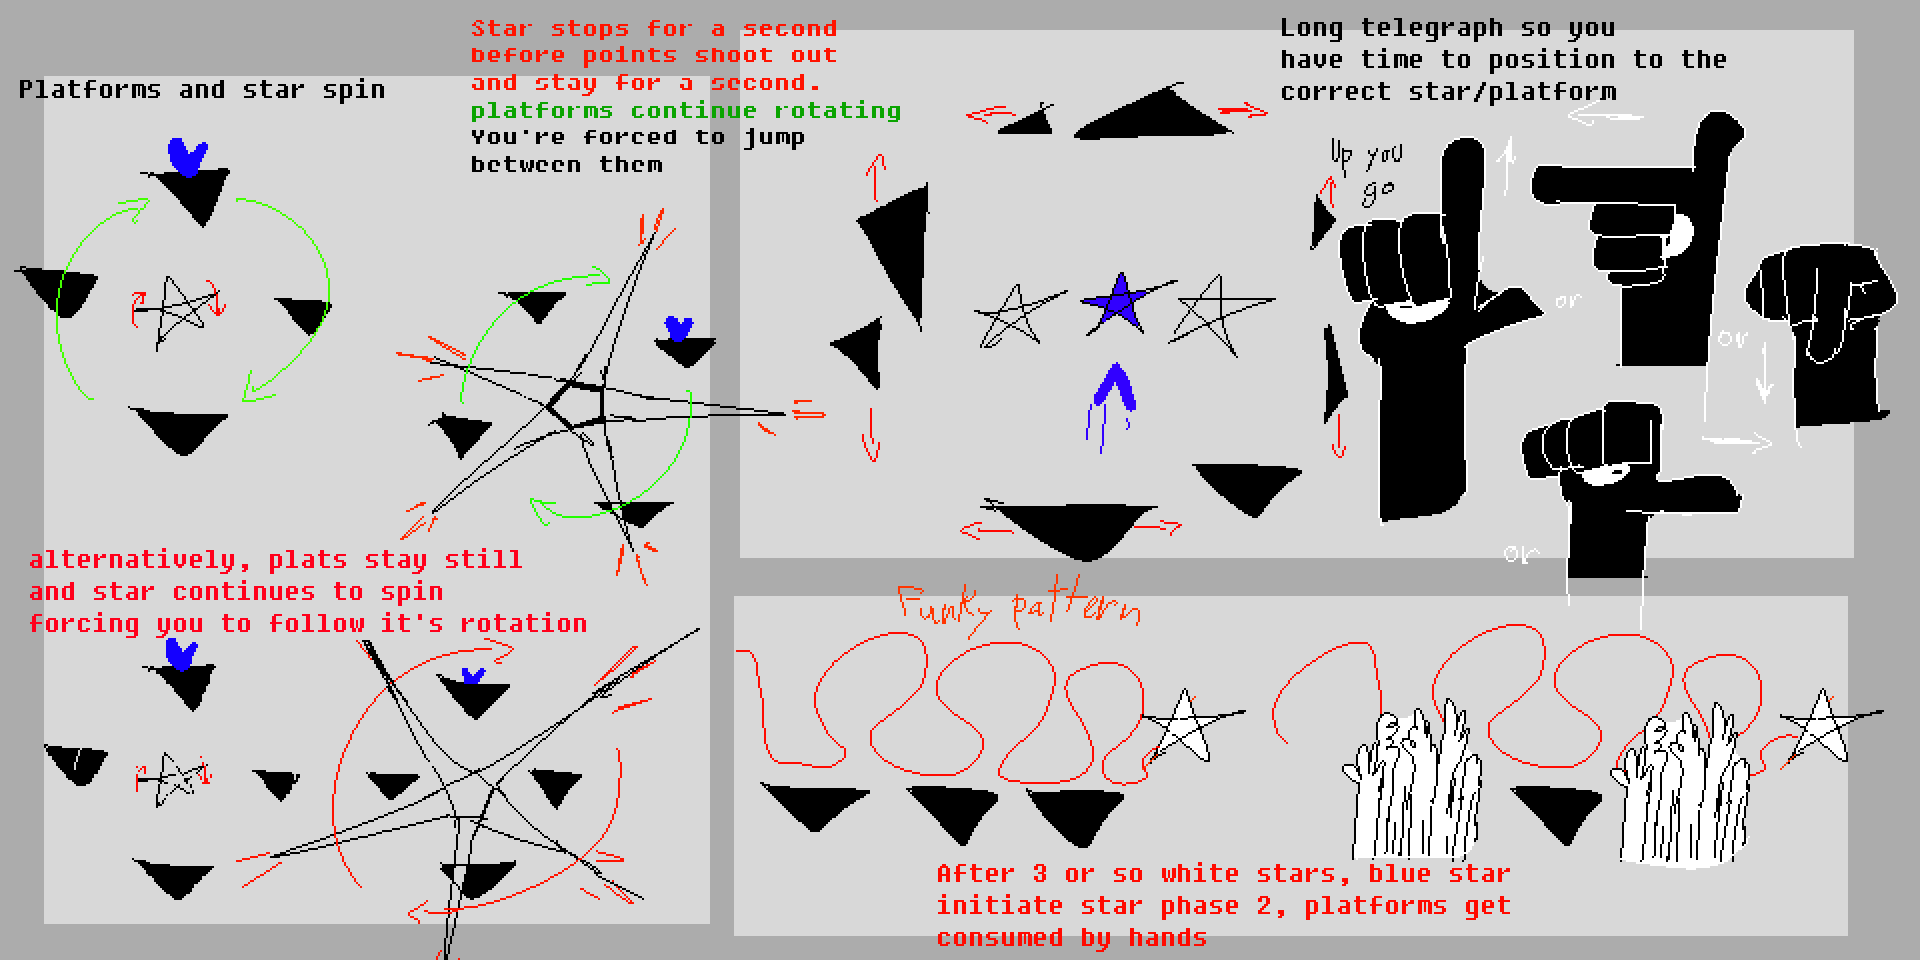 Platforms and star spin
Star stops for a second
before points shoot out
and stay for a second.
platforms continue rotating
You're forced to jump
between them
Long telegraph so you
have time to position to the
correct star/platform
Up you
go
or
or
or
alternatively, plats stay still
and star continues to spin
forcing you to follow it's rotation
Funky pattern
After 3 or so white stars, blue star
initiate star phase 2, platforms get
consumed by hands